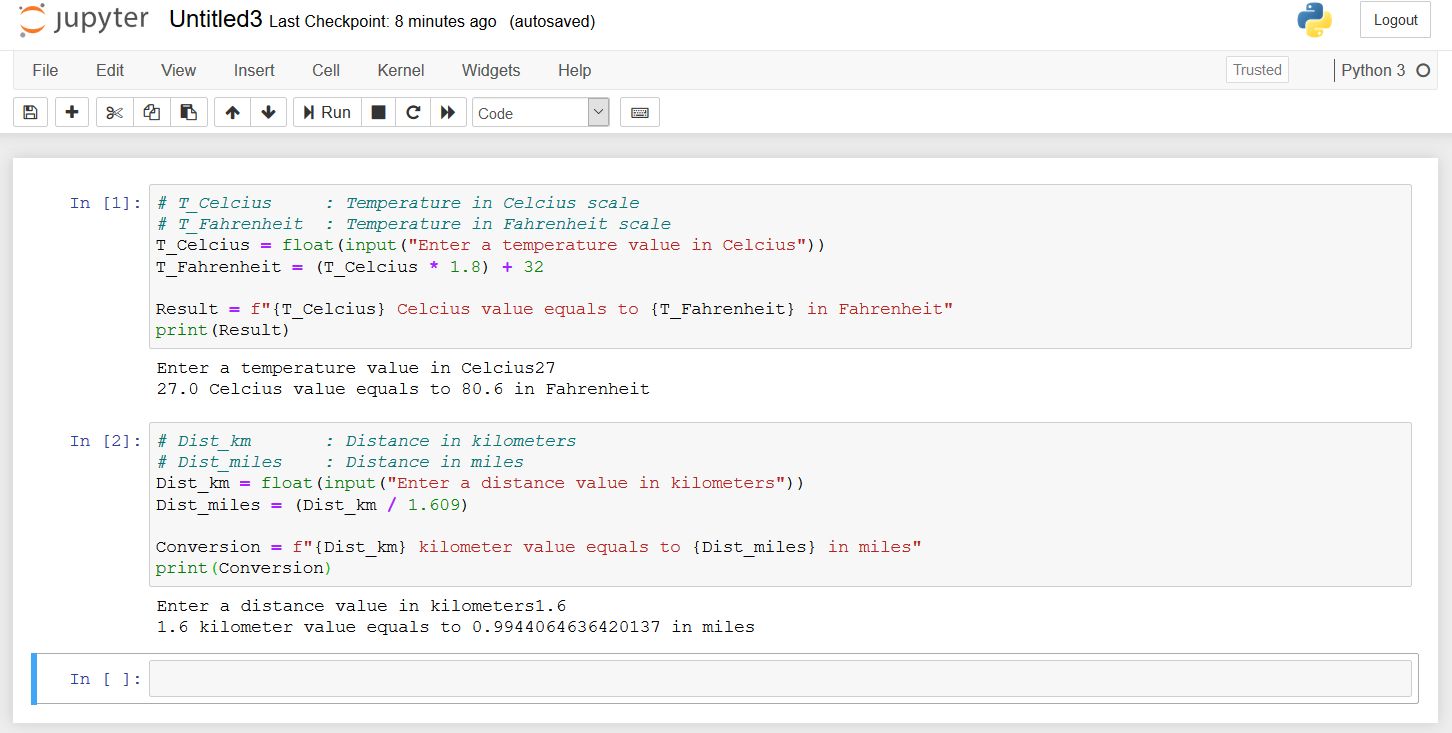 jupyter Untitled3 Last Checkpoint: 8 minutes ago (autosaved) Logout
File Edit View Insert Cell Kernel Widgets Help Trusted Python 3
Run Code
In [1]: # T_Celcius     : Temperature in Celcius scale
# T_Fahrenheit  : Temperature in Fahrenheit scale
T_Celcius = float(input("Enter a temperature value in Celcius"))
T_Fahrenheit = (T_Celcius * 1.8) + 32
Result = f"{T_Celcius} Celcius value equals to {T_Fahrenheit} in Fahrenheit"
print(Result)
Enter a temperature value in Celcius27
27.0 Celcius value equals to 80.6 in Fahrenheit
In [2]: # Dist_km       : Distance in kilometers
# Dist_miles    : Distance in miles
Dist_km = float(input("Enter a distance value in kilometers"))
Dist_miles = (Dist_km / 1.609)
Conversion = f"{Dist_km} kilometer value equals to {Dist_miles} in miles"
print(Conversion)
Enter a distance value in kilometers1.6
1.6 kilometer value equals to 0.9944064636420137 in miles
In [ ]: